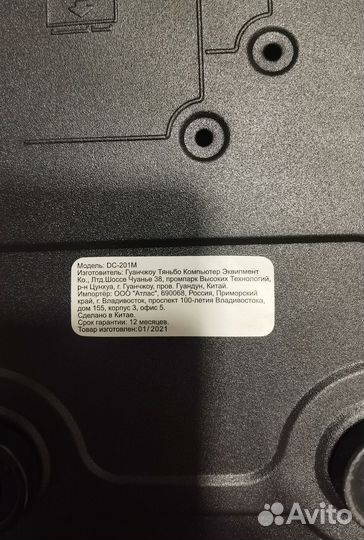 Модель: DC-201M
Изготовитель: Гуанчжоу Тяньбо Компьютер Эквипмент
Ко., Лтд.Шоссе Чуанье 38, промпарк Высоких Технологий,
р-н Цунхуа, г. Гуанчжоу, пров. Гуандун, Китай.
Импортёр: ООО "Атлас", 690068, Россия, Приморский
край, г. Владивосток, проспект 100-летия Владивостока,
дом 155, корпус 3, офис 5.
Сделано в Китае.
Срок гарантии: 12 месяцев.
Товар изготовлен:01/2021
Avito